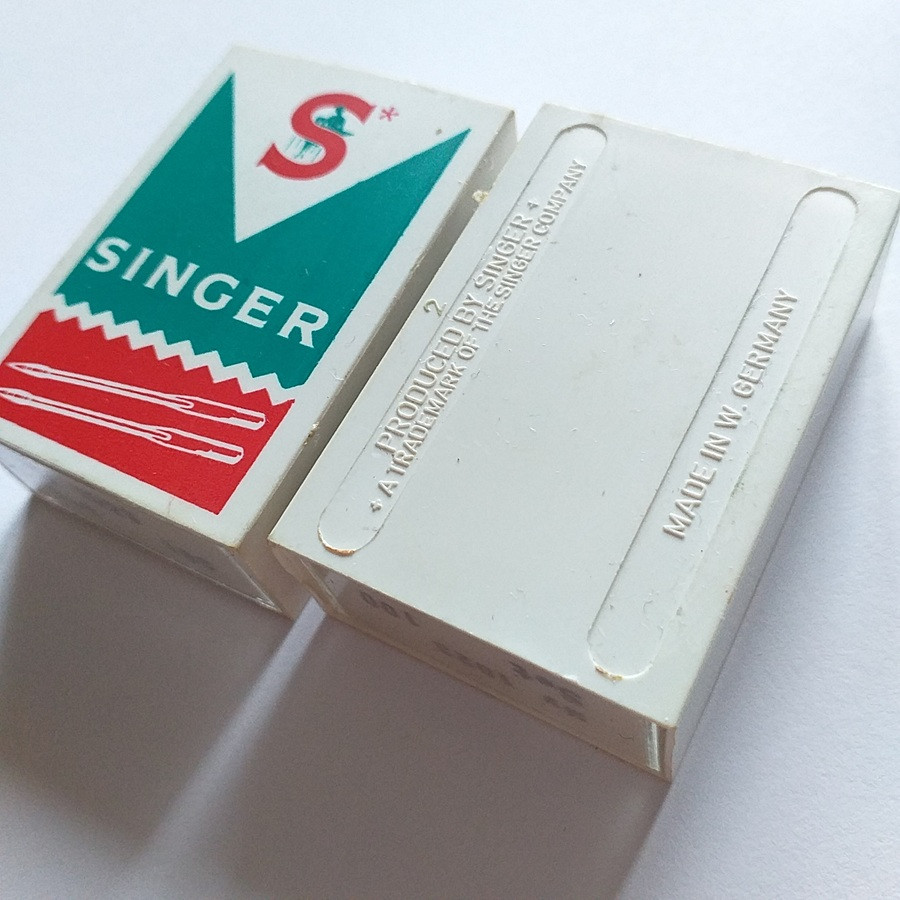 S*
SINGER
2
PRODUCED BY SINGER
* A TRADEMARK OF THE SINGER COMPANY
MADE IN W. GERMANY